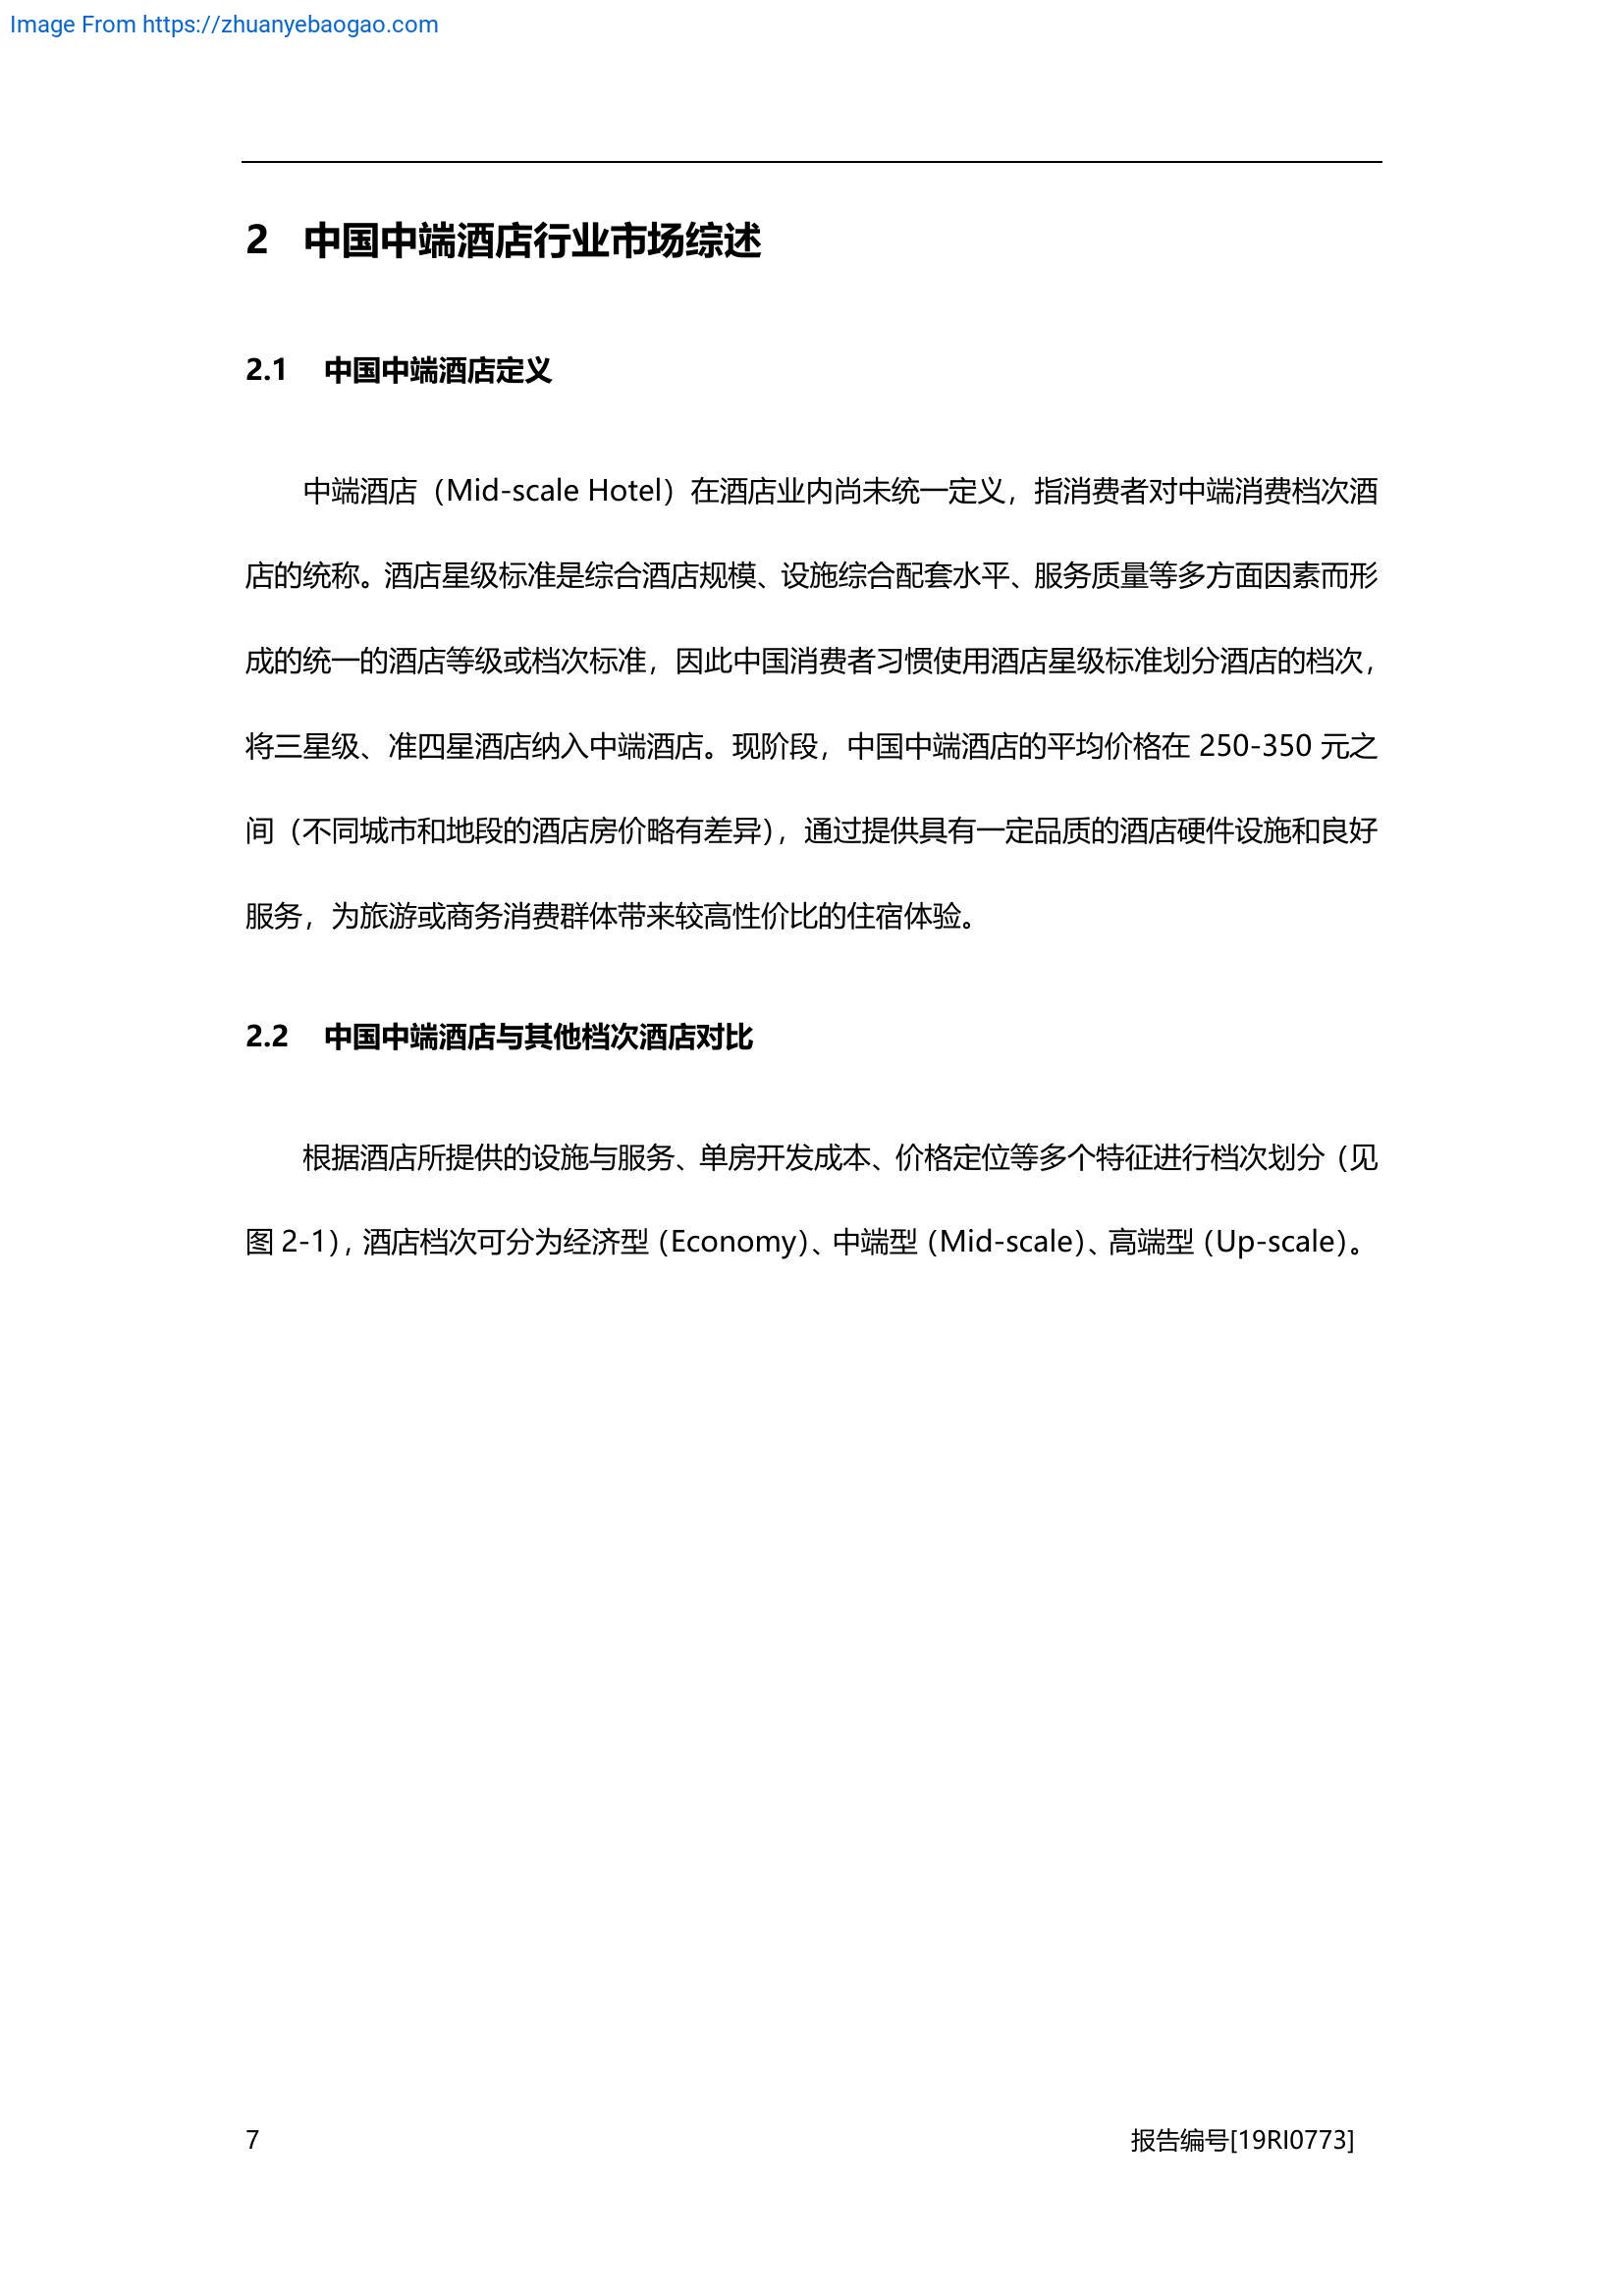 Image From https://zhuanyebaogao.com
2 中国中端酒店行业市场综述
2.1 中国中端酒店定义
中端酒店（Mid-scale Hotel）在酒店业内尚未统一定义，指消费者对中端消费档次酒
店的统称。酒店星级标准是综合酒店规模、设施综合配套水平、服务质量等多方面因素而形
成的统一的酒店等级或档次标准，因此中国消费者习惯使用酒店星级标准划分酒店的档次，
将三星级、准四星酒店纳入中端酒店。现阶段，中国中端酒店的平均价格在 250-350 元之
间（不同城市和地段的酒店房价略有差异），通过提供具有一定品质的酒店硬件设施和良好
服务，为旅游或商务消费群体带来较高性价比的住宿体验。
2.2 中国中端酒店与其他档次酒店对比
根据酒店所提供的设施与服务、单房开发成本、价格定位等多个特征进行档次划分（见
图 2-1），酒店档次可分为经济型（Economy）、中端型（Mid-scale）、高端型（Up-scale）。
7 报告编号[19RI0773]